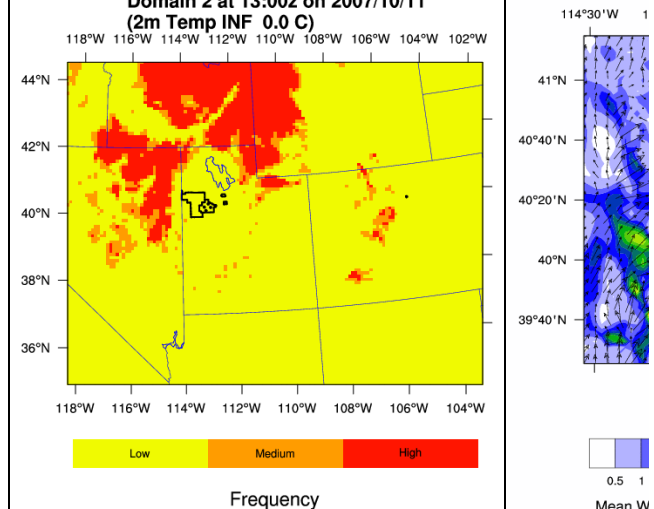 Domain 2 at 13:00z on 2007/10/11
(2m Temp INF 0.0 C)
118°W 116°W 114°W 112°W 110°W 108°W 106°W 104°W 102°W
44°N
42°N
40°N
38°N
36°N
118°W 116°W 114°W 112°W 110°W 108°W 106°W 104°W
Low Medium High
Frequency
114°30'W 1
41°N
40°40'N
40°20'N
40°N
39°40'N
0.5 1
Mean W